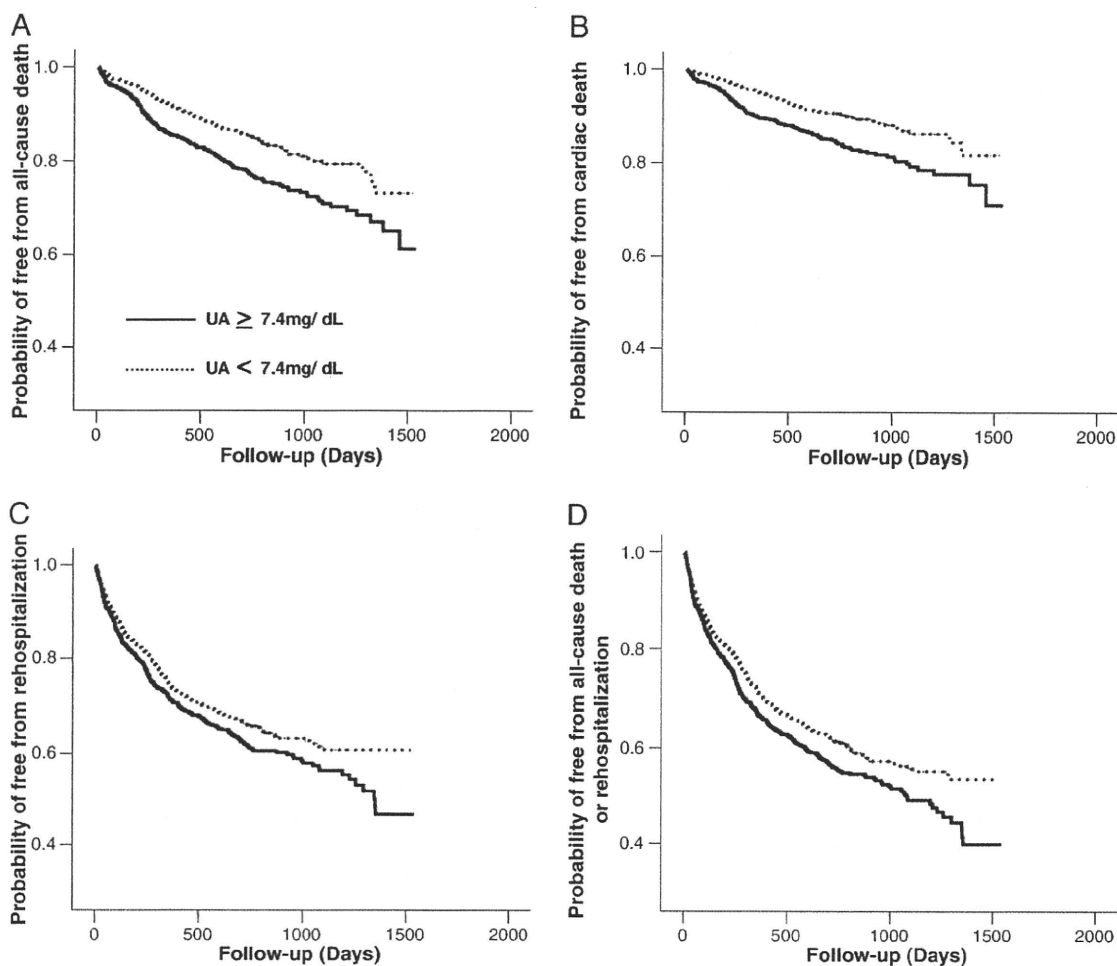 A
Probability of free from all-cause death
1.0
0.8
0.6
0.4
UA ≥ 7.4mg/ dL
UA < 7.4mg/ dL
0 500 1000 1500 2000
Follow-up (Days)
B
Probability of free from cardiac death
1.0
0.8
0.6
0.4
0 500 1000 1500 2000
Follow-up (Days)
C
Probability of free from rehospitalization
1.0
0.8
0.6
0.4
0 500 1000 1500 2000
Follow-up (Days)
D
Probability of free from all-cause death
or rehospitalization
1.0
0.8
0.6
0.4
0 500 1000 1500 2000
Follow-up (Days)